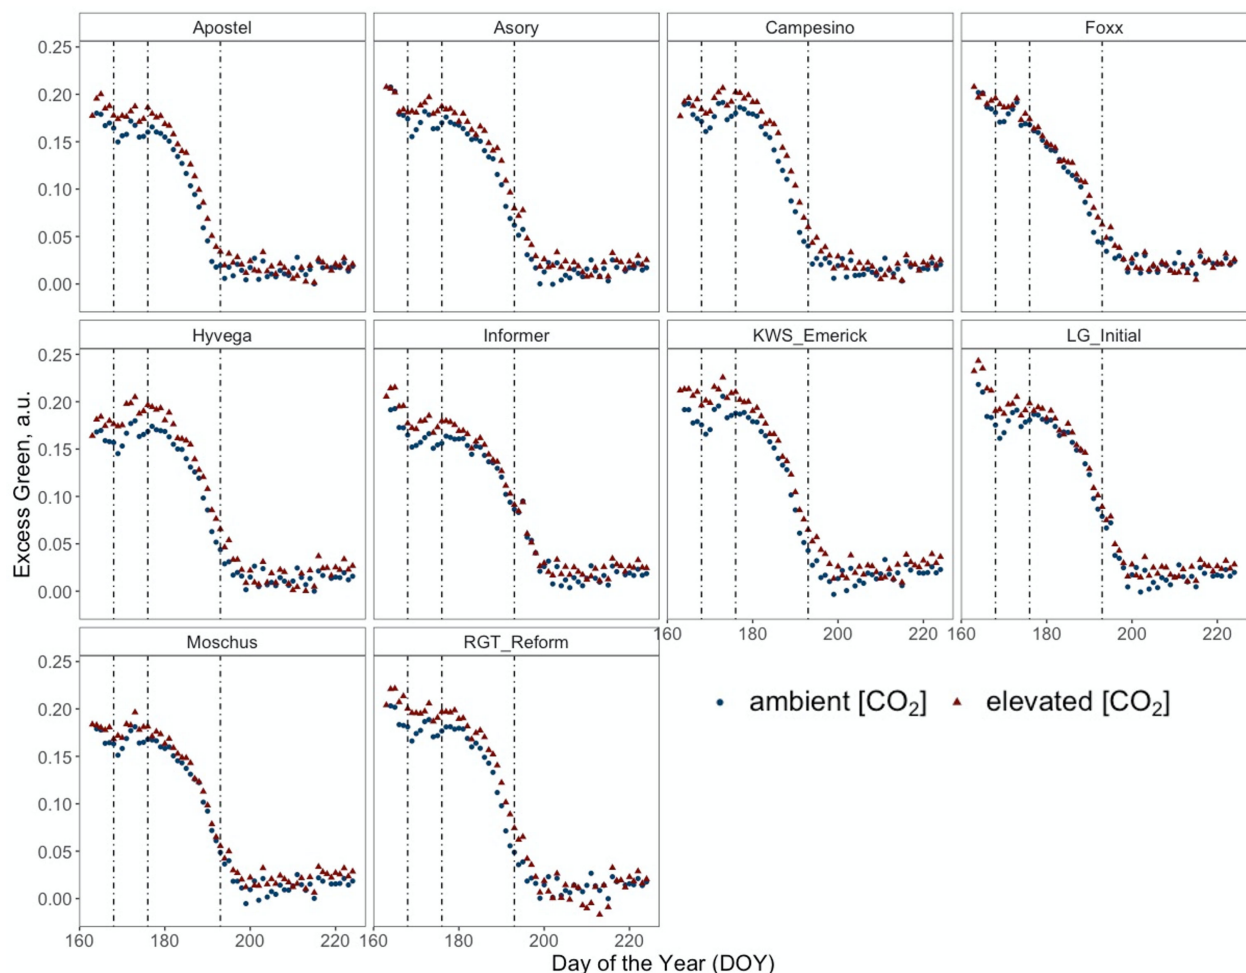 Apostel Asory Campesino Foxx
0.25
0.20
0.15
0.10
0.05
0.00
Hyvega Informer KWS_Emerick LG_Initial
0.25
0.20
0.15
0.10
0.05
0.00
Excess Green, a.u.
160 180 200 220 160 180 200 220
Moschus RGT_Reform
0.25
0.20
0.15
0.10
0.05
0.00
ambient [CO₂] elevated [CO₂]
160 180 200 220 160 180 200 220
Day of the Year (DOY)